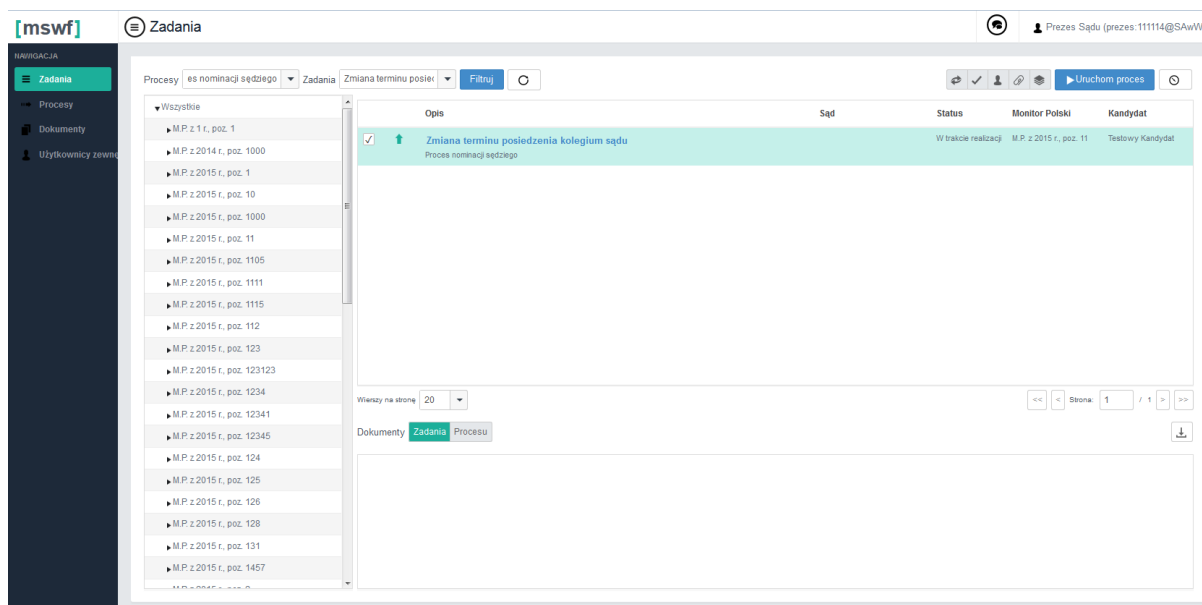 [mswf]
Zadania
Prezes Sądu (prezes:111114@SAwW
NAWIGACJA
Zadania
Procesy
Dokumenty
Użytkownicy zewnę
Procesy es nominacji sędziego Zadania Zmiana terminu posied Filtruj
Uruchom proces
Wszystkie
M.P. z 1 r., poz. 1
M.P. z 2014 r., poz. 1000
M.P. z 2015 r., poz. 1
M.P. z 2015 r., poz. 10
M.P. z 2015 r., poz. 1000
M.P. z 2015 r., poz. 11
M.P. z 2015 r., poz. 1105
M.P. z 2015 r., poz. 1111
M.P. z 2015 r., poz. 1115
M.P. z 2015 r., poz. 112
M.P. z 2015 r., poz. 123
M.P. z 2015 r., poz. 123123
M.P. z 2015 r., poz. 1234
M.P. z 2015 r., poz. 12341
M.P. z 2015 r., poz. 12345
M.P. z 2015 r., poz. 124
M.P. z 2015 r., poz. 125
M.P. z 2015 r., poz. 126
M.P. z 2015 r., poz. 128
M.P. z 2015 r., poz. 131
M.P. z 2015 r., poz. 1457
Opis Sąd Status Monitor Polski Kandydat
Zmiana terminu posiedzenia kolegium sądu W trakcie realizacji M.P. z 2015 r., poz. 11 Testowy Kandydat
Proces nominacji sędziego
Wierszy na stronę 20
<< < Strona: 1 / 1 > >>
Dokumenty Zadania Procesu